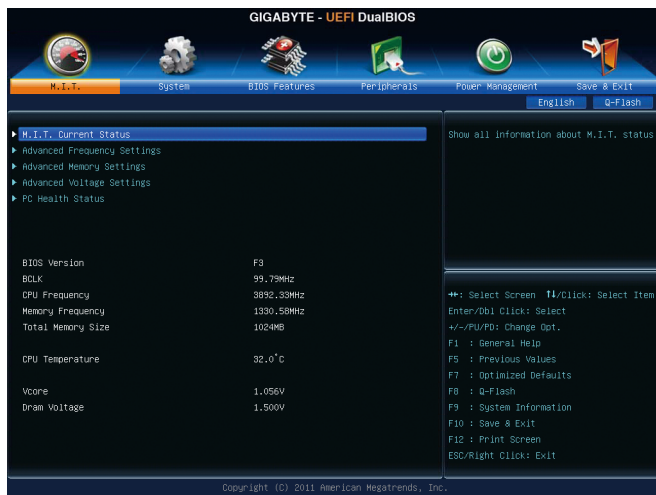 GIGABYTE - UEFI DualBIOS
M.I.T.
System
BIOS Features
Peripherals
Power Management
Save & Exit
English
Q-Flash
M.I.T. Current Status
Advanced Frequency Settings
Advanced Memory Settings
Advanced Voltage Settings
PC Health Status
Show all information about M.I.T. status
BIOS Version F3
BCLK 99.79MHz
CPU Frequency 3892.33MHz
Memory Frequency 1330.58MHz
Total Memory Size 1024MB
CPU Temperature 32.0°C
Vcore 1.056V
Dram Voltage 1.500V
→←: Select Screen ↑↓/Click: Select Item
Enter/Dbl Click: Select
+/-/PU/PD: Change Opt.
F1 : General Help
F5 : Previous Values
F7 : Optimized Defaults
F8 : Q-Flash
F9 : System Information
F10 : Save & Exit
F12 : Print Screen
ESC/Right Click: Exit
Copyright (C) 2011 American Megatrends, Inc.